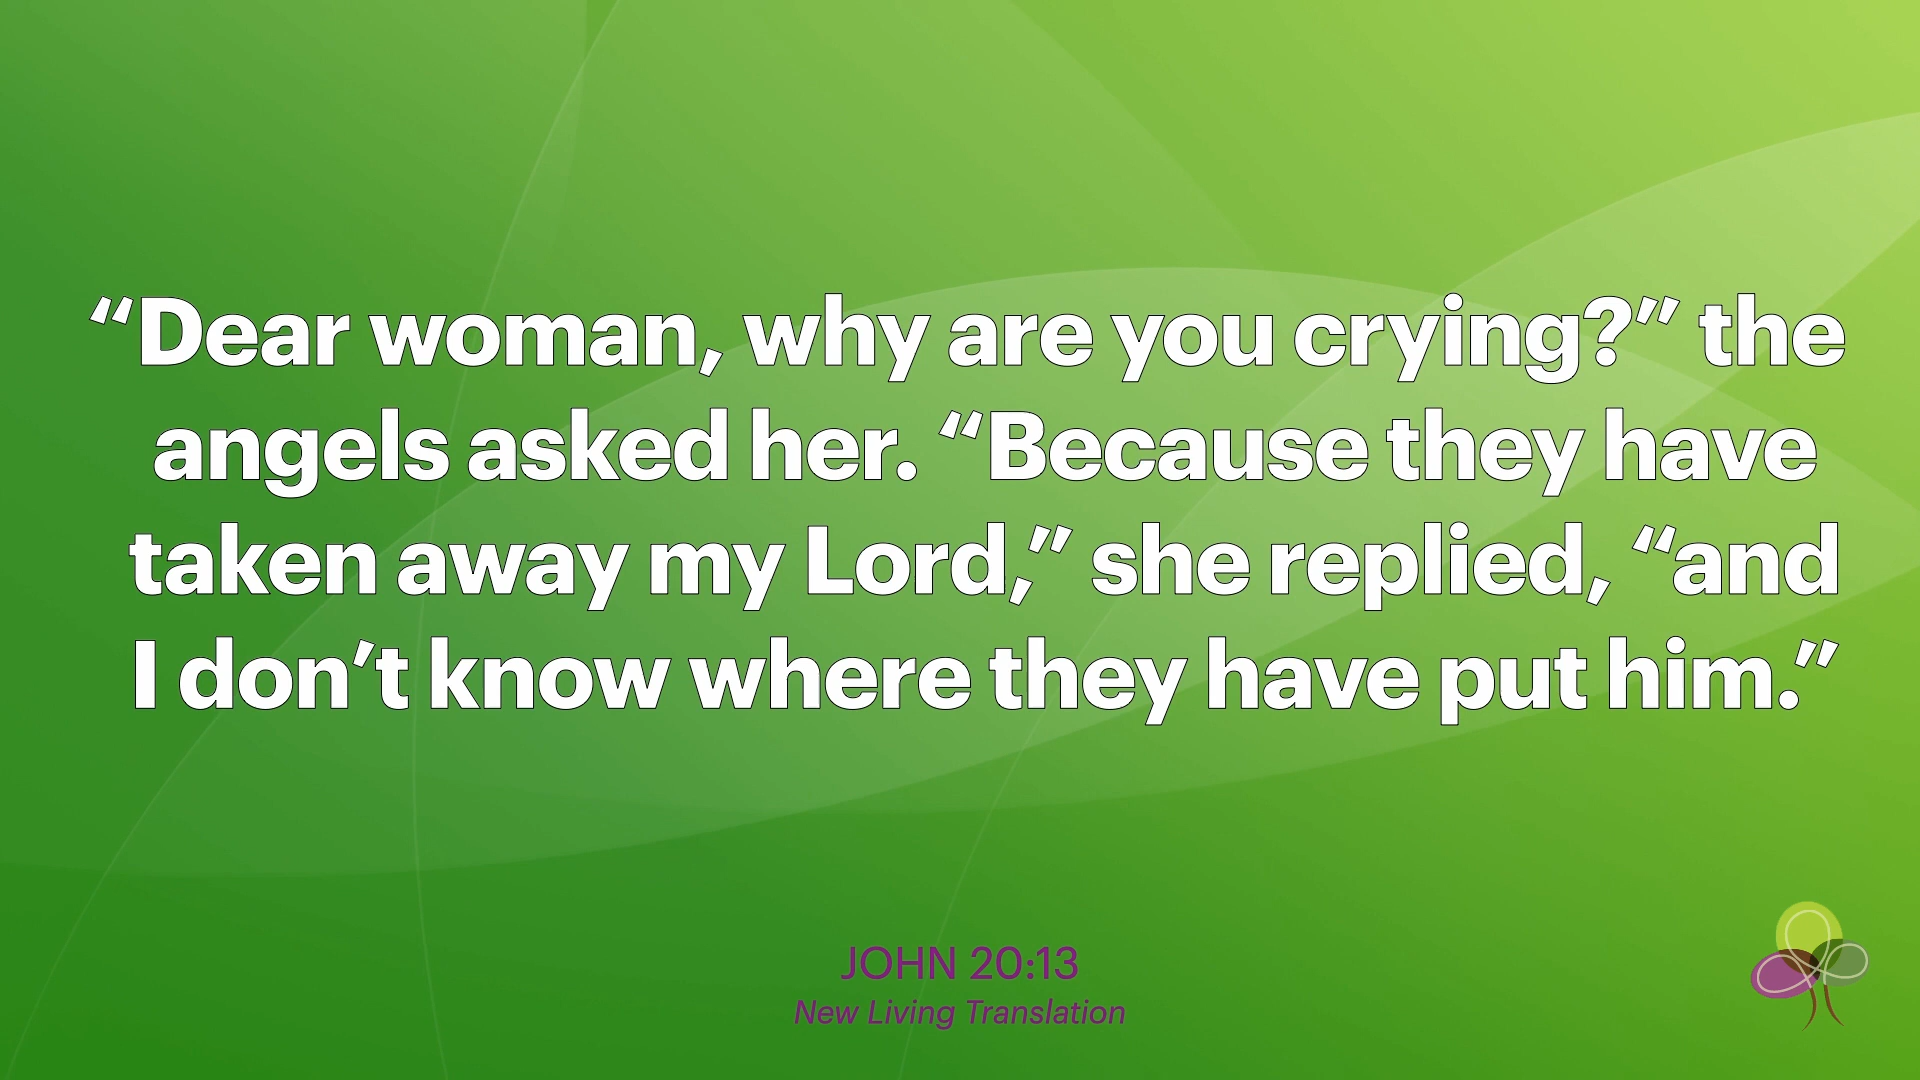 “Dear woman, why are you crying?” the
angels asked her. “Because they have
taken away my Lord,” she replied, “and
I don’t know where they have put him.”
JOHN 20:13
New Living Translation